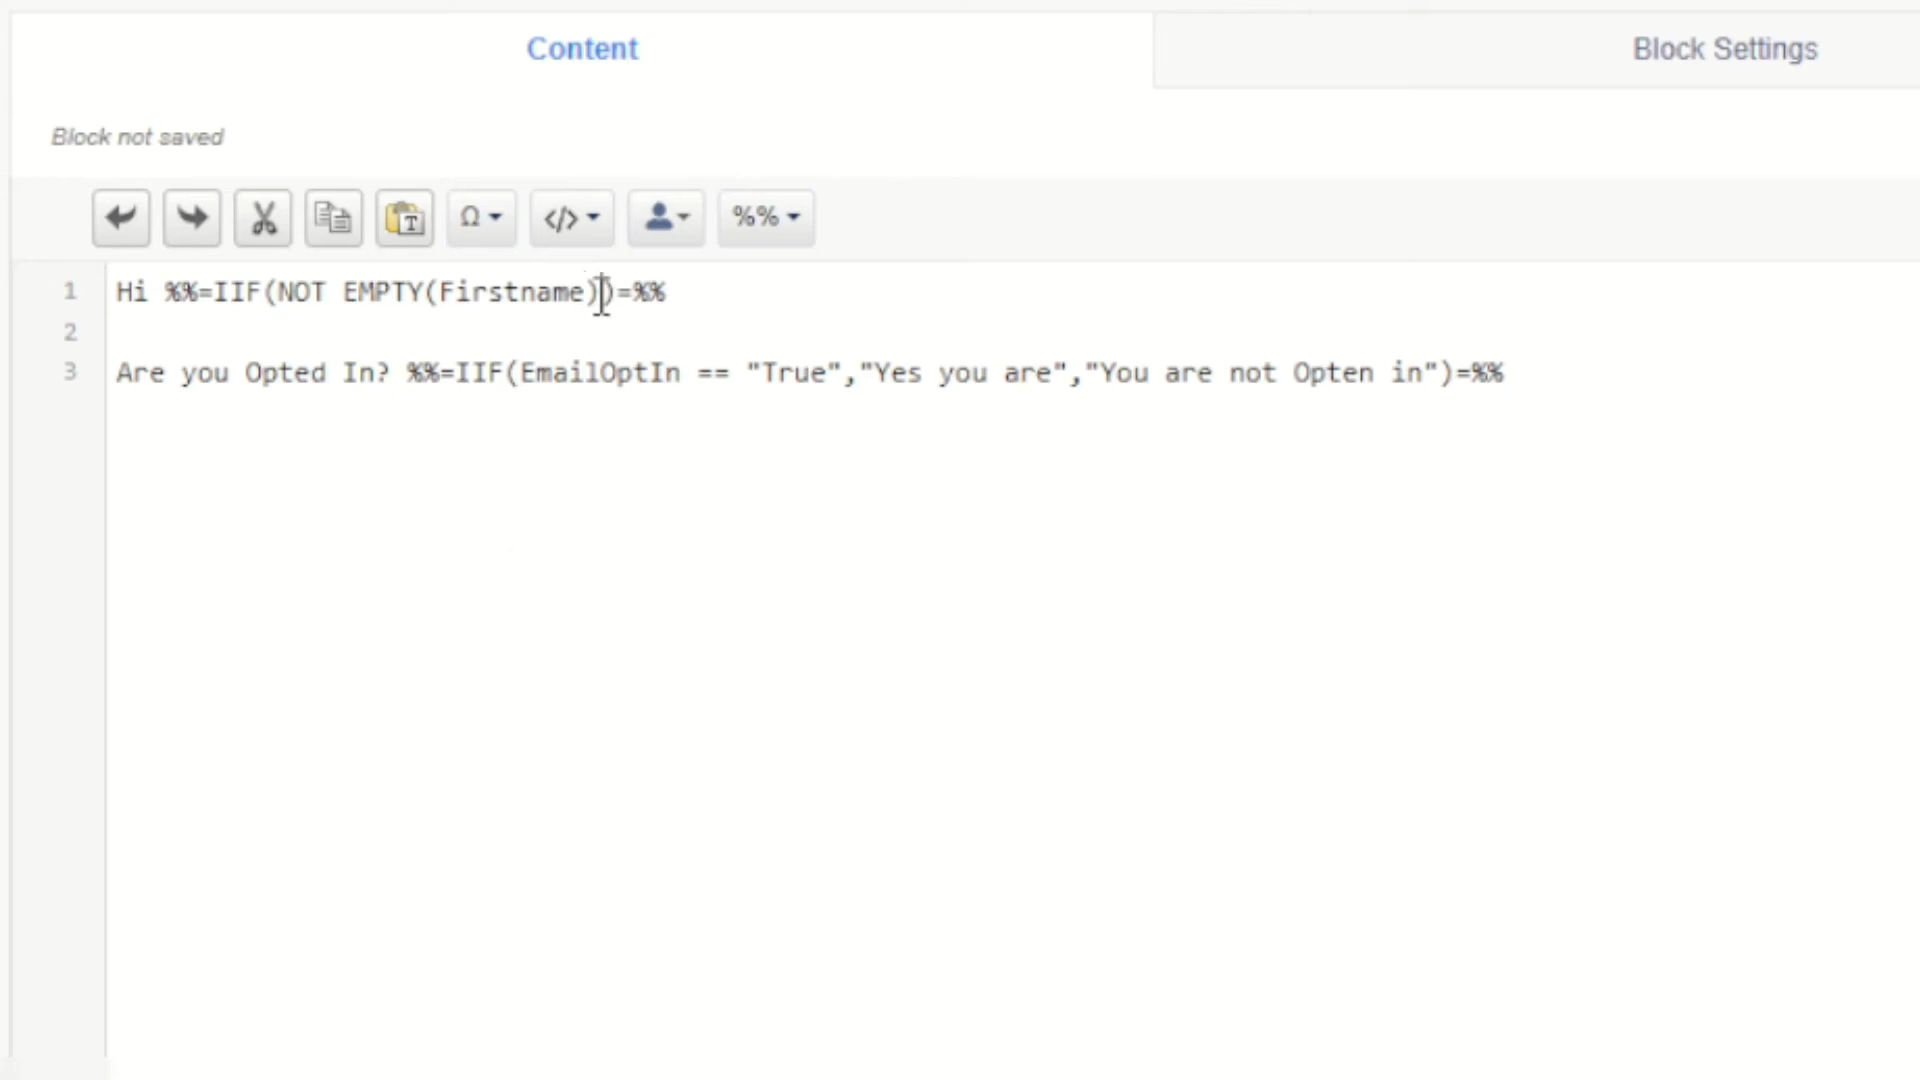 Content
Block Settings
Block not saved
Ω
</>
%%
1 Hi %%=IIF(NOT EMPTY(Firstname))=%%
2
3 Are you Opted In? %%=IIF(EmailOptIn == "True","Yes you are","You are not Opten in")=%%